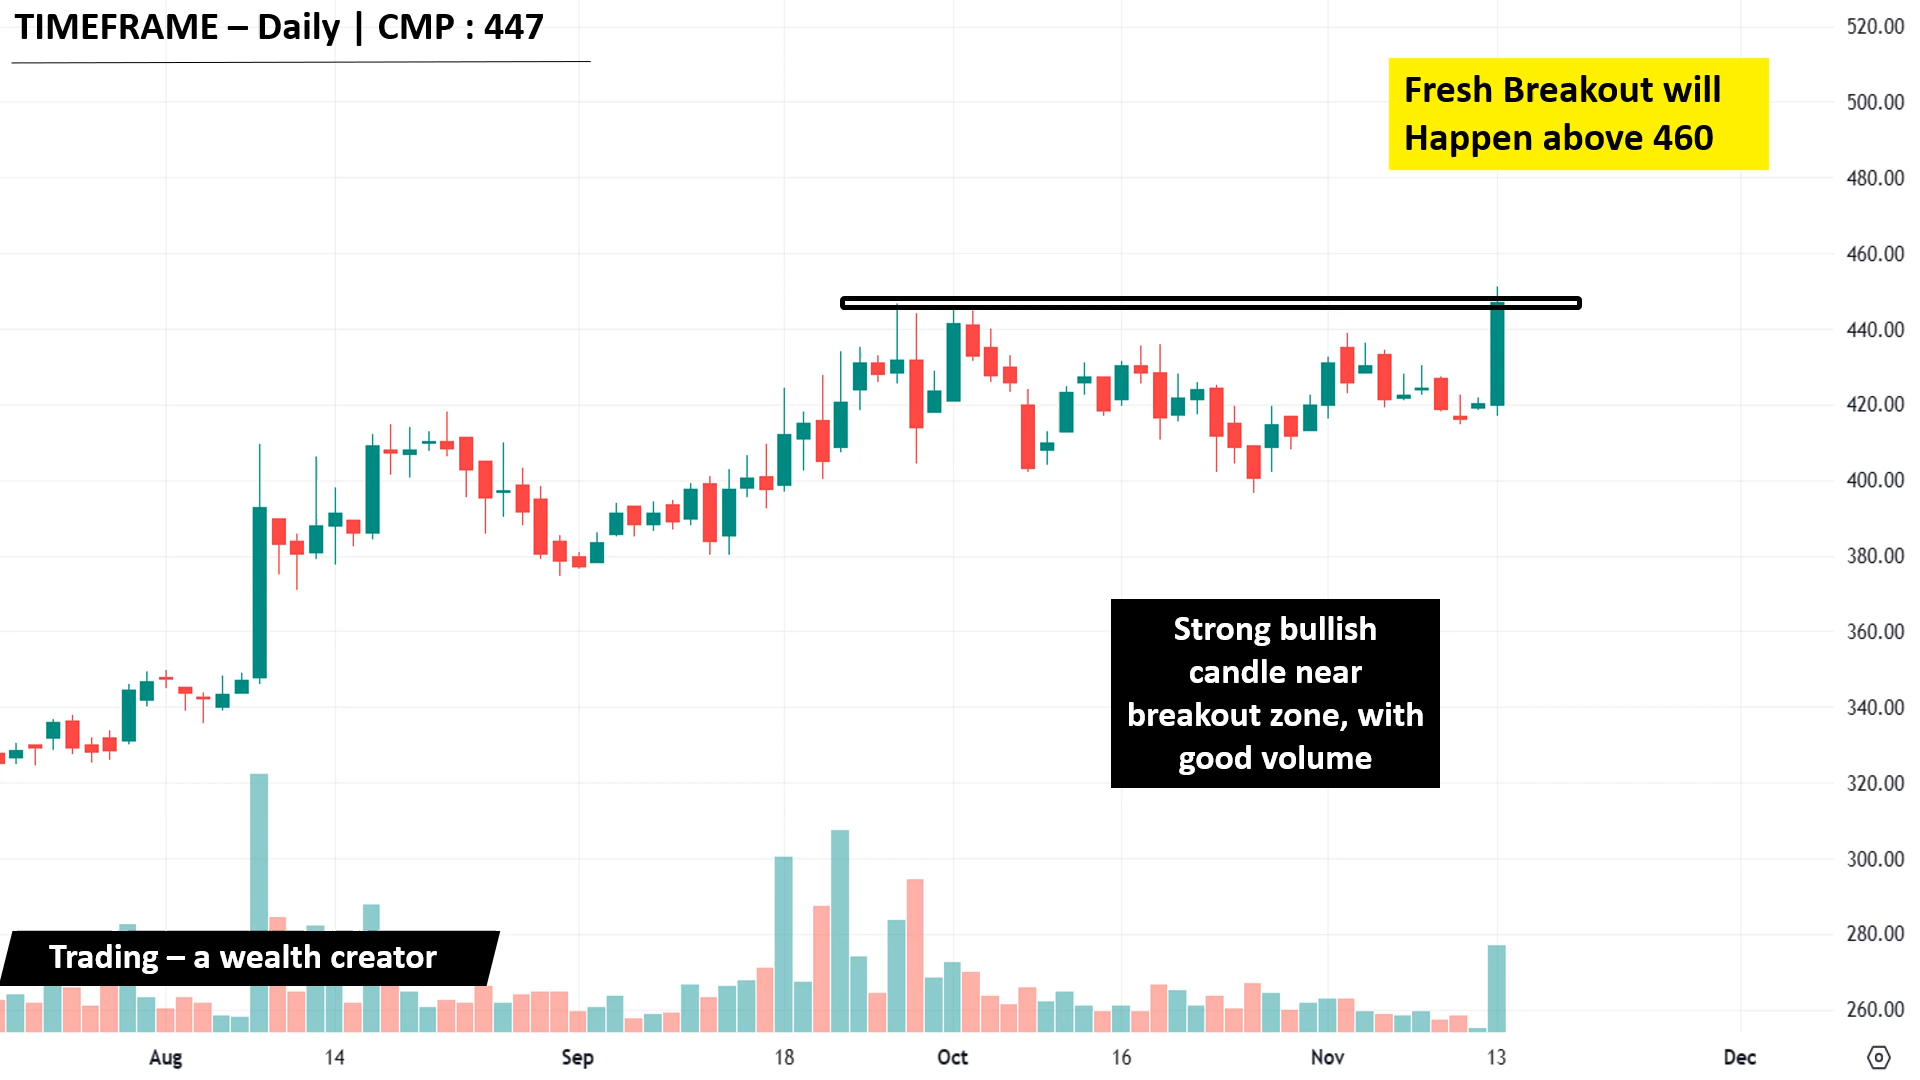 TIMEFRAME – Daily | CMP : 447
Fresh Breakout will
Happen above 460
520.00
500.00
480.00
460.00
440.00
420.00
400.00
380.00
360.00
340.00
320.00
300.00
280.00
260.00
Strong bullish
candle near
breakout zone, with
good volume
Trading – a wealth creator
Aug 14 Sep 18 Oct 16 Nov 13 Dec